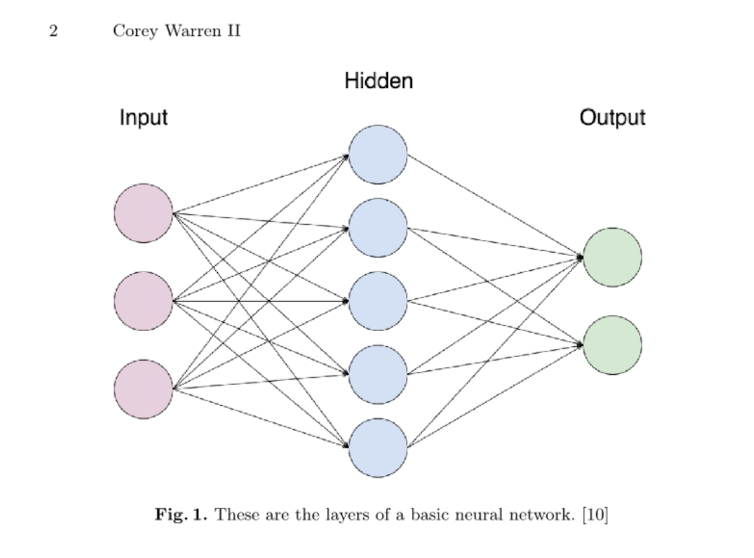 2 Corey Warren II
Hidden
Input
Output
Fig. 1. These are the layers of a basic neural network. [10]